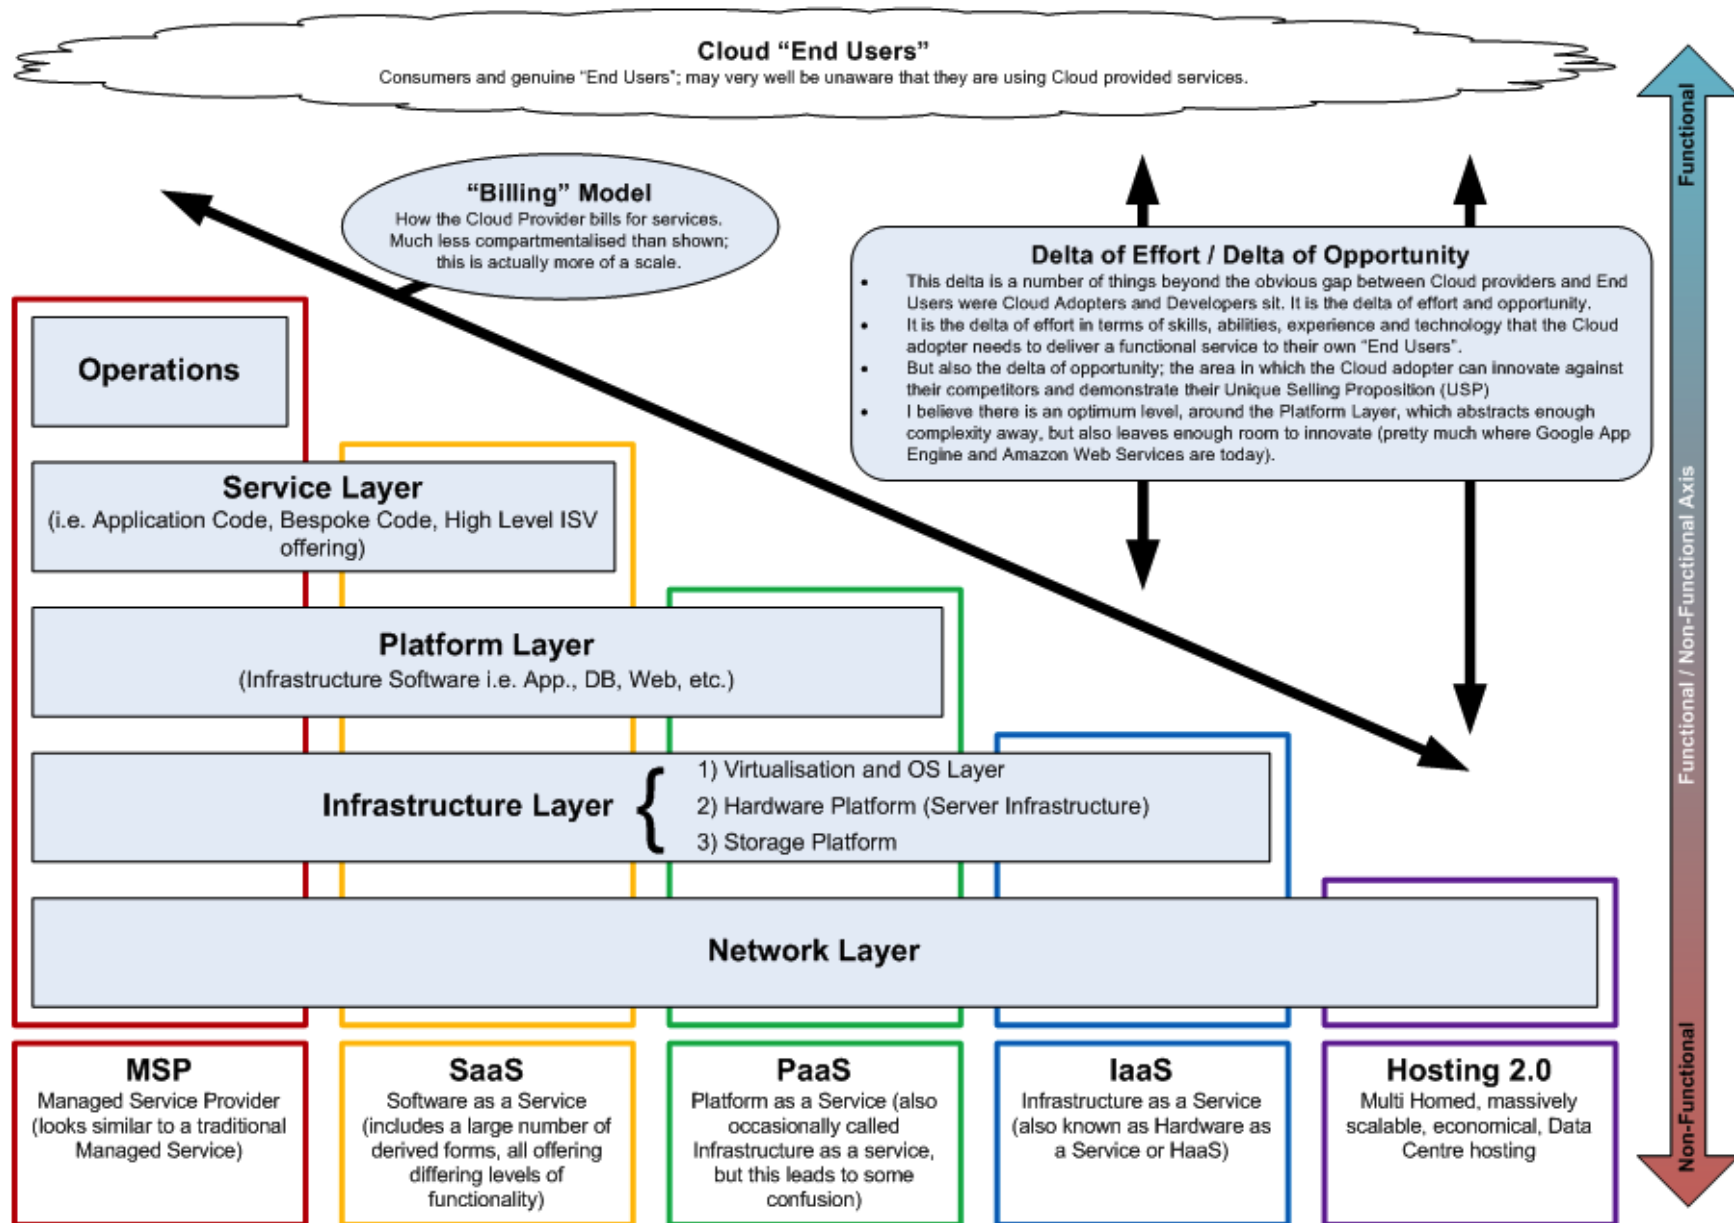 Cloud “End Users”
Consumers and genuine “End Users”; may very well be unaware that they are using Cloud provided services.
“Billing” Model
How the Cloud Provider bills for services.
Much less compartmentalised than shown;
this is actually more of a scale.
Delta of Effort / Delta of Opportunity
• This delta is a number of things beyond the obvious gap between Cloud providers and End
Users were Cloud Adopters and Developers sit. It is the delta of effort and opportunity.
• It is the delta of effort in terms of skills, abilities, experience and technology that the Cloud
adopter needs to deliver a functional service to their own “End Users”.
• But also the delta of opportunity; the area in which the Cloud adopter can innovate against
their competitors and demonstrate their Unique Selling Proposition (USP)
• I believe there is an optimum level, around the Platform Layer, which abstracts enough
complexity away, but also leaves enough room to innovate (pretty much where Google App
Engine and Amazon Web Services are today).
Functional
Functional / Non-Functional Axis
Non-Functional
Operations
Service Layer
(i.e. Application Code, Bespoke Code, High Level ISV
offering)
Platform Layer
(Infrastructure Software i.e. App., DB, Web, etc.)
Infrastructure Layer
{
1) Virtualisation and OS Layer
2) Hardware Platform (Server Infrastructure)
3) Storage Platform
Network Layer
MSP
Managed Service Provider
(looks similar to a traditional
Managed Service)
SaaS
Software as a Service
(includes a large number of
derived forms, all offering
differing levels of
functionality)
PaaS
Platform as a Service (also
occasionally called
Infrastructure as a service,
but this leads to some
confusion)
IaaS
Infrastructure as a Service
(also known as Hardware as
a Service or HaaS)
Hosting 2.0
Multi Homed, massively
scalable, economical, Data
Centre hosting